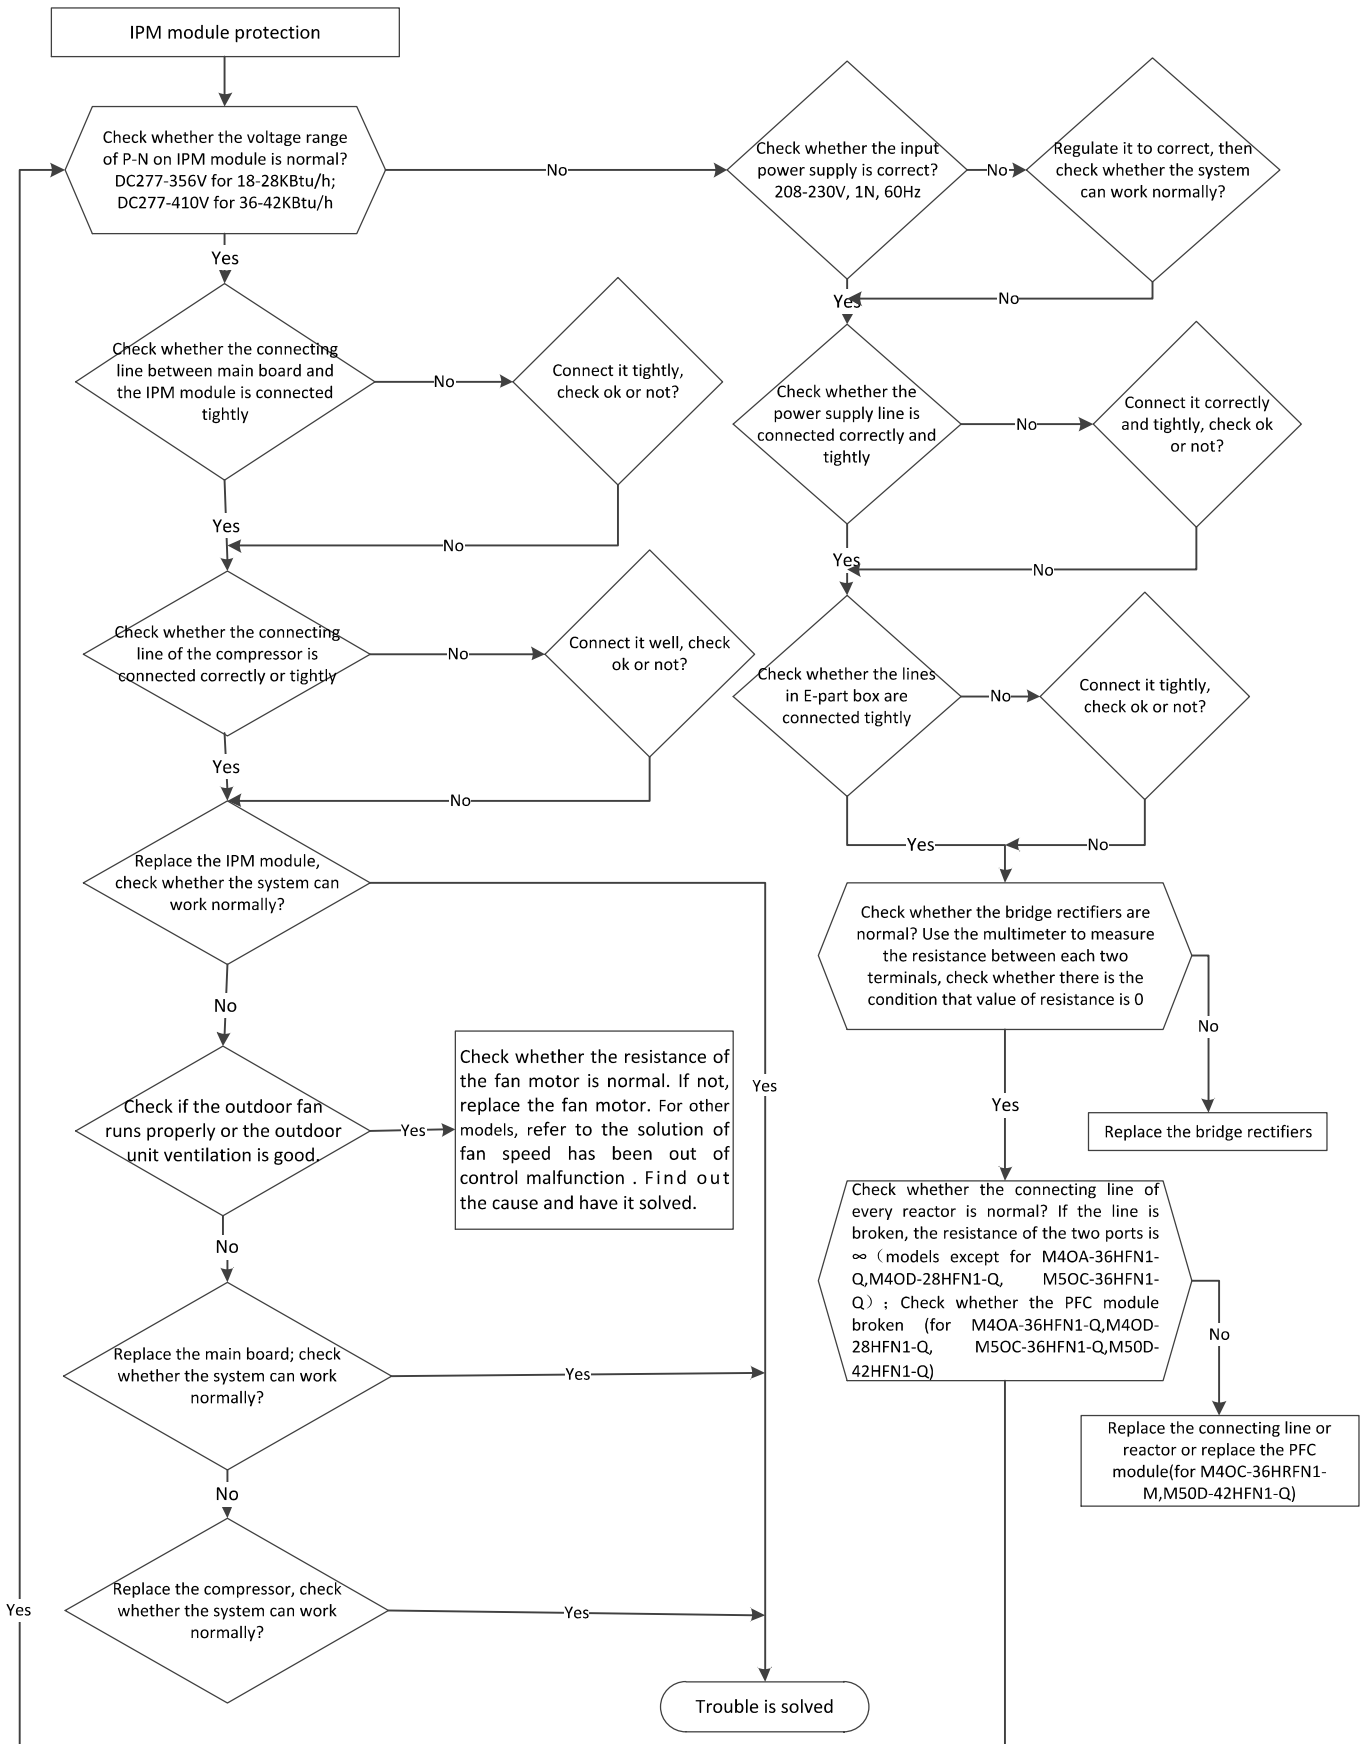 IPM module protection
Check whether the voltage range
of P-N on IPM module is normal?
DC277-356V for 18-28KBtu/h;
DC277-410V for 36-42KBtu/h
No
Check whether the input
power supply is correct?
208-230V, 1N, 60Hz
No
Regulate it to correct, then
check whether the system
can work normally?
Yes
Yes
No
Check whether the connecting
line between main board and
the IPM module is connected
tightly
No
Connect it tightly,
check ok or not?
Check whether the
power supply line is
connected correctly and
tightly
No
Connect it correctly
and tightly, check ok
or not?
Yes
No
Yes
No
Check whether the connecting
line of the compressor is
connected correctly or tightly
No
Connect it well, check
ok or not?
Check whether the lines
in E-part box are
connected tightly
No
Connect it tightly,
check ok or not?
Yes
No
Yes
No
Replace the IPM module,
check whether the system can
work normally?
Check whether the bridge rectifiers are
normal? Use the multimeter to measure
the resistance between each two
terminals, check whether there is the
condition that value of resistance is 0
No
No
Yes
Yes
Check if the outdoor fan
runs properly or the outdoor
unit ventilation is good.
Yes
Check whether the resistance of
the fan motor is normal. If not,
replace the fan motor. For other
models, refer to the solution of
fan speed has been out of
control malfunction . Find out
the cause and have it solved.
Replace the bridge rectifiers
No
Check whether the connecting line of
every reactor is normal? If the line is
broken, the resistance of the two ports is
∞（models except for M4OA-36HFN1-
Q,M4OD-28HFN1-Q, M5OC-36HFN1-
Q）；Check whether the PFC module
broken (for M4OA-36HFN1-Q,M4OD-
28HFN1-Q, M5OC-36HFN1-Q,M50D-
42HFN1-Q)
No
Replace the main board; check
whether the system can work
normally?
Yes
Replace the connecting line or
reactor or replace the PFC
module(for M4OC-36HRFN1-
M,M50D-42HFN1-Q)
No
Replace the compressor, check
whether the system can work
normally?
Yes
Yes
Trouble is solved